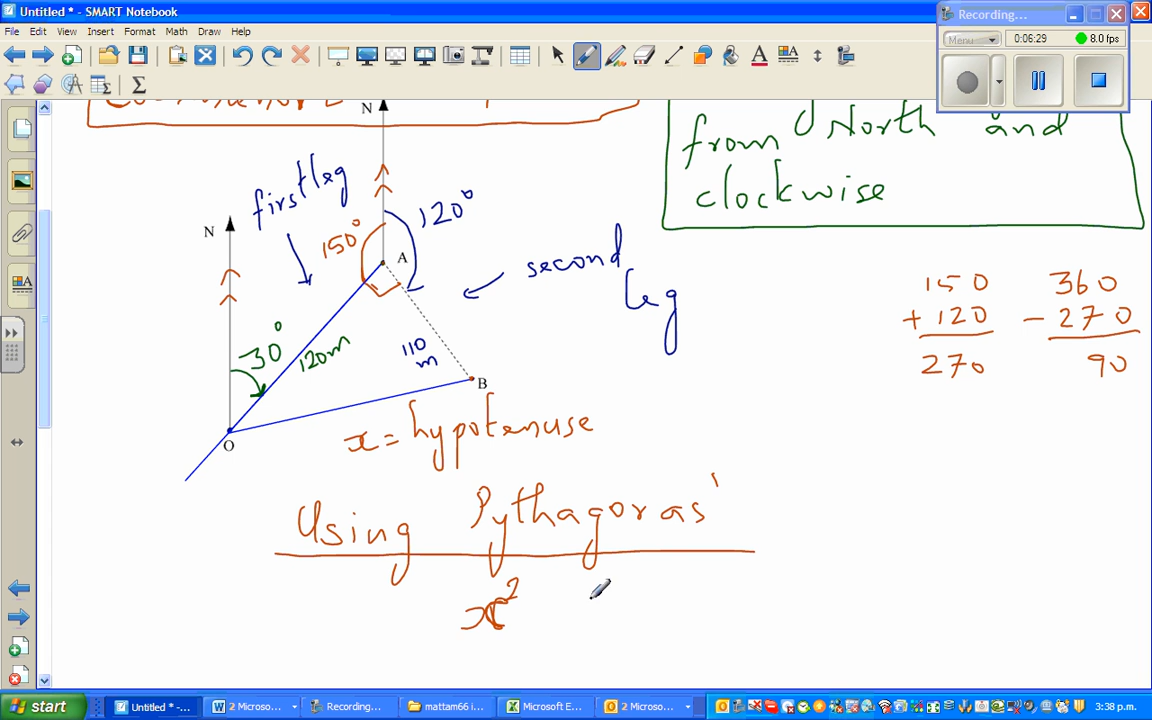 Untitled * - SMART Notebook
Recording...
File Edit View Insert Format Math Draw Help
Menu 0:06:29 8.0 fps
N
from North and
clockwise
first leg
N
150°
120°
A
second
leg
30°
120m
110
m
B
O
x = hypotenuse
150
+ 120
270
360
- 270
90
Using Pythagoras'
x²
start Untitled * -... 2 Microso... Recording... mattam66 i... Microsoft E... 2 Microso... 3:38 p.m.